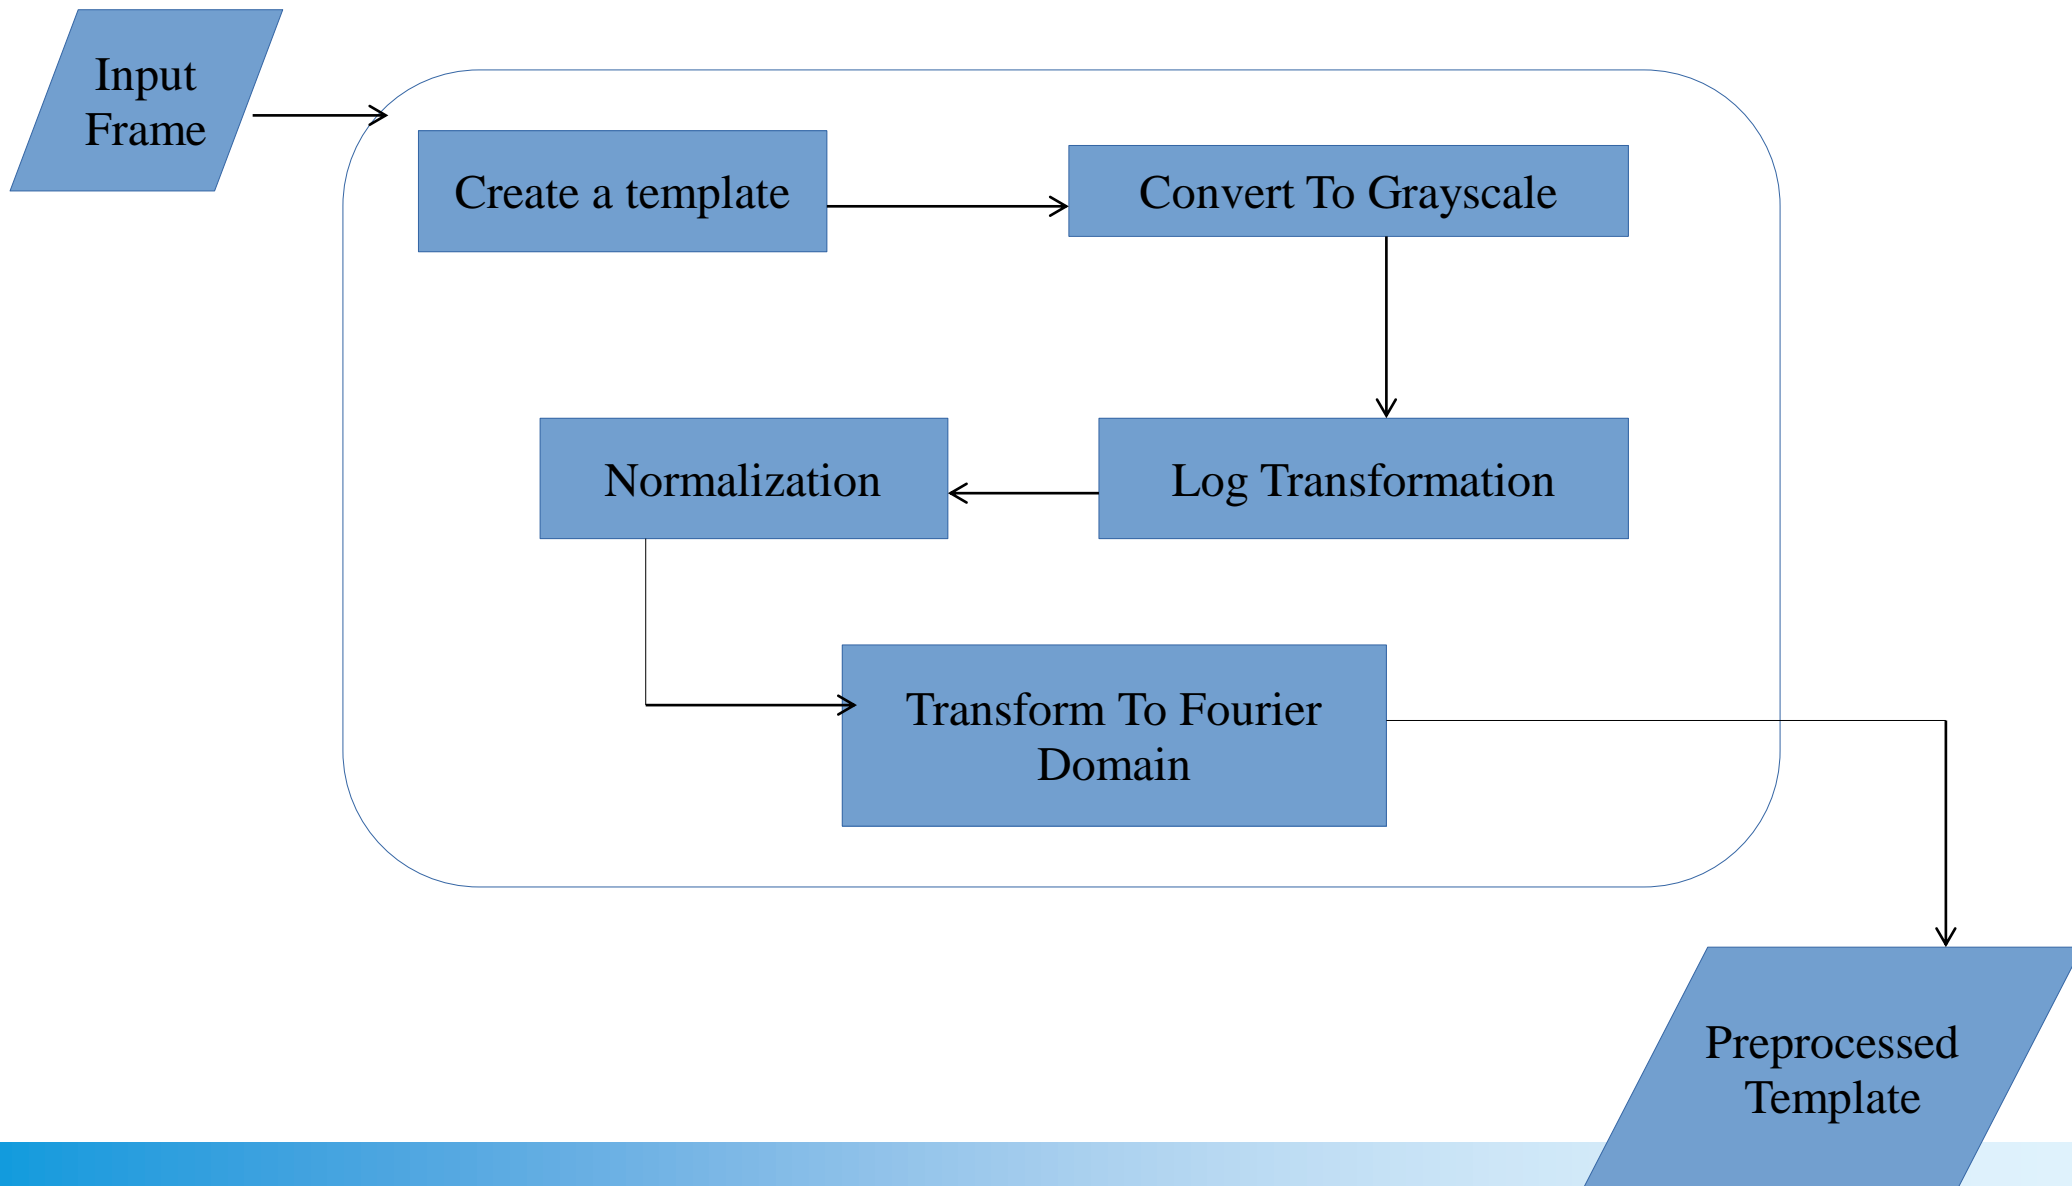 Input
Frame
Create a template
Convert To Grayscale
Log Transformation
Normalization
Transform To Fourier
Domain
Preprocessed
Template